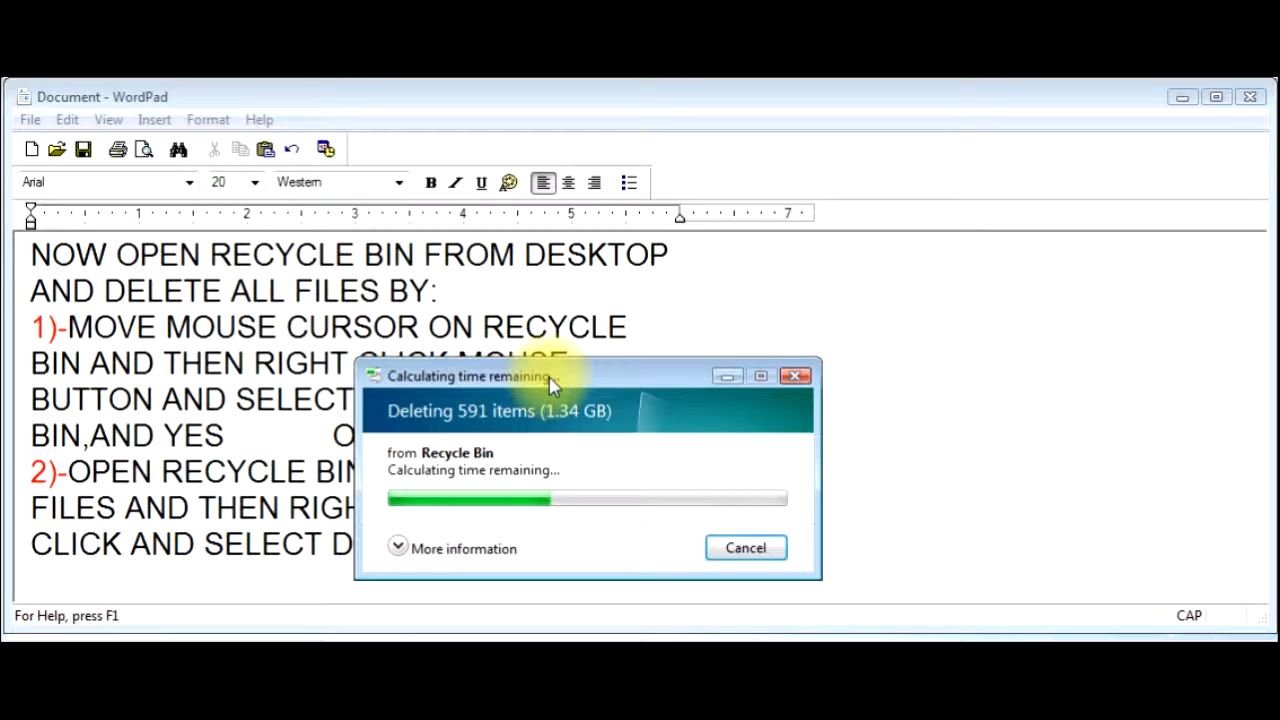 Document - WordPad
File Edit View Insert Format Help
Arial 20 Western
1 2 3 4 5 7
NOW OPEN RECYCLE BIN FROM DESKTOP
AND DELETE ALL FILES BY:
1)-MOVE MOUSE CURSOR ON RECYCLE
BIN AND THEN RIGHT CLICK MOUSE
BUTTON AND SELECT
BIN,AND YES
2)-OPEN RECYCLE BIN
FILES AND THEN
CLICK AND SELECT
Calculating time remaining...
Deleting 591 items (1.34 GB)
from Recycle Bin
Calculating time remaining...
More information
Cancel
For Help, press F1
CAP